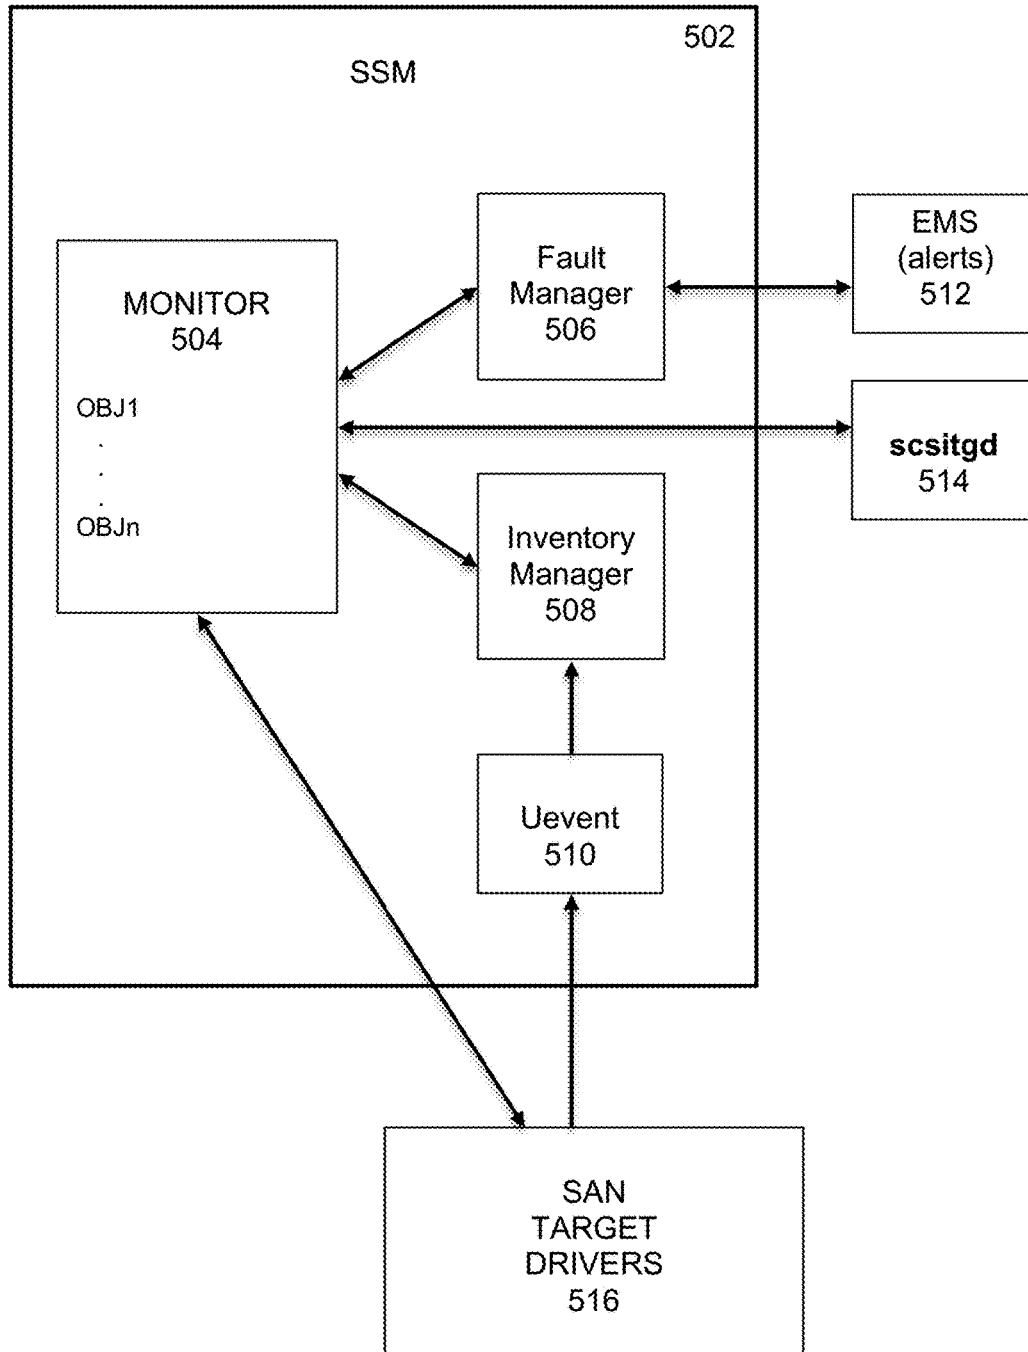 502
SSM
MONITOR
504
OBJ1
.
.
.
OBJn
Fault
Manager
506
EMS
(alerts)
512
scsitgd
514
Inventory
Manager
508
Uevent
510
SAN
TARGET
DRIVERS
516